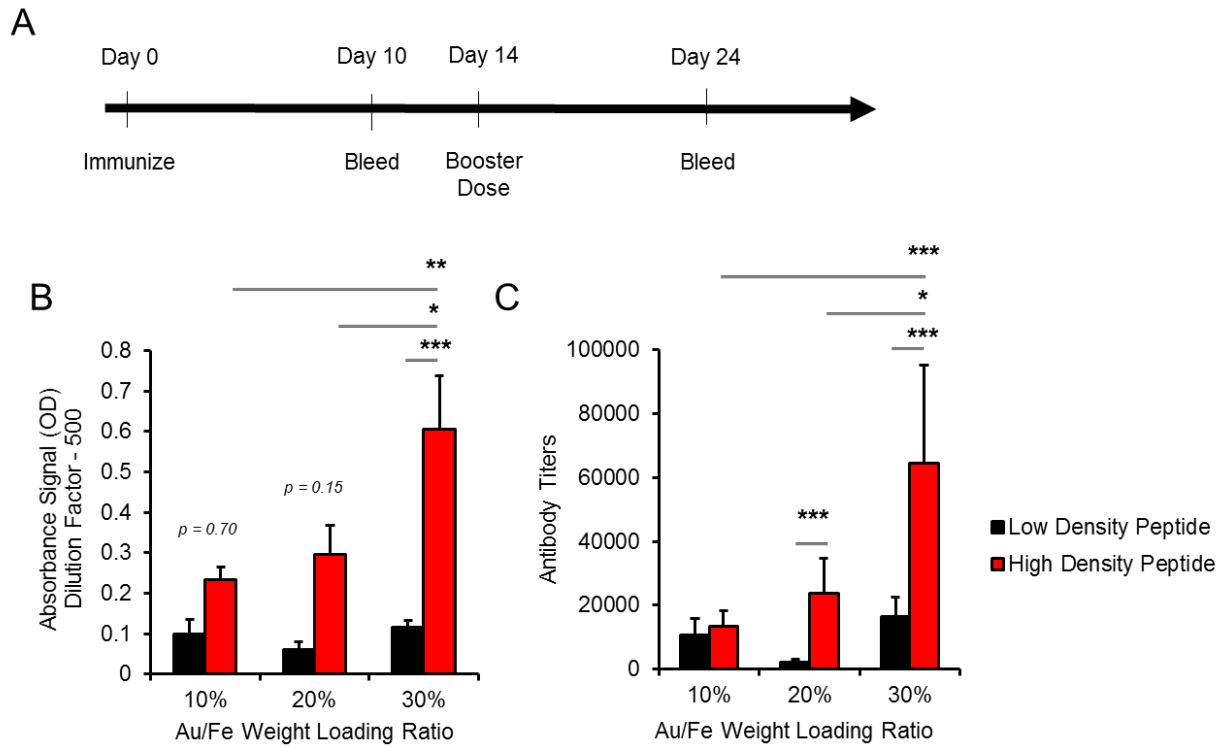 A
Day 0
Day 10
Day 14
Day 24
Immunize
Bleed
Booster
Dose
Bleed
B
**
*
***
Absorbance Signal (OD)
Dilution Factor - 500
0.8
0.7
0.6
0.5
0.4
0.3
0.2
0.1
0
p = 0.70
p = 0.15
10%
20%
30%
Au/Fe Weight Loading Ratio
C
***
*
***
***
Antibody Titers
100000
80000
60000
40000
20000
0
10%
20%
30%
Au/Fe Weight Loading Ratio
Low Density Peptide
High Density Peptide